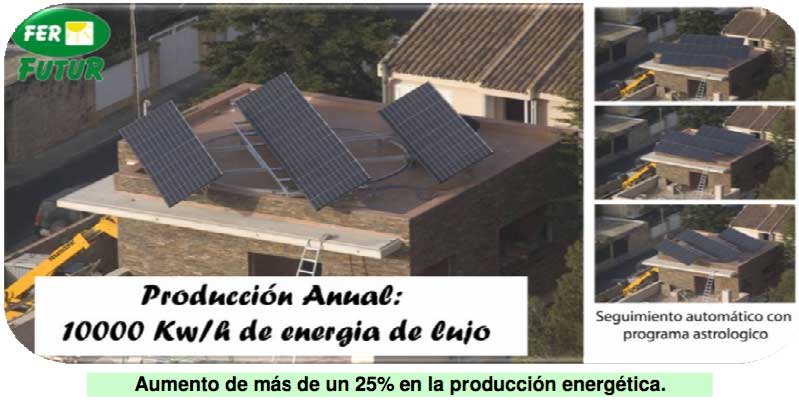 FER
FUTUR
Producción Anual:
10000 Kw/h de energia de lujo
Seguimiento automático con
programa astrologico
Aumento de más de un 25% en la producción energética.